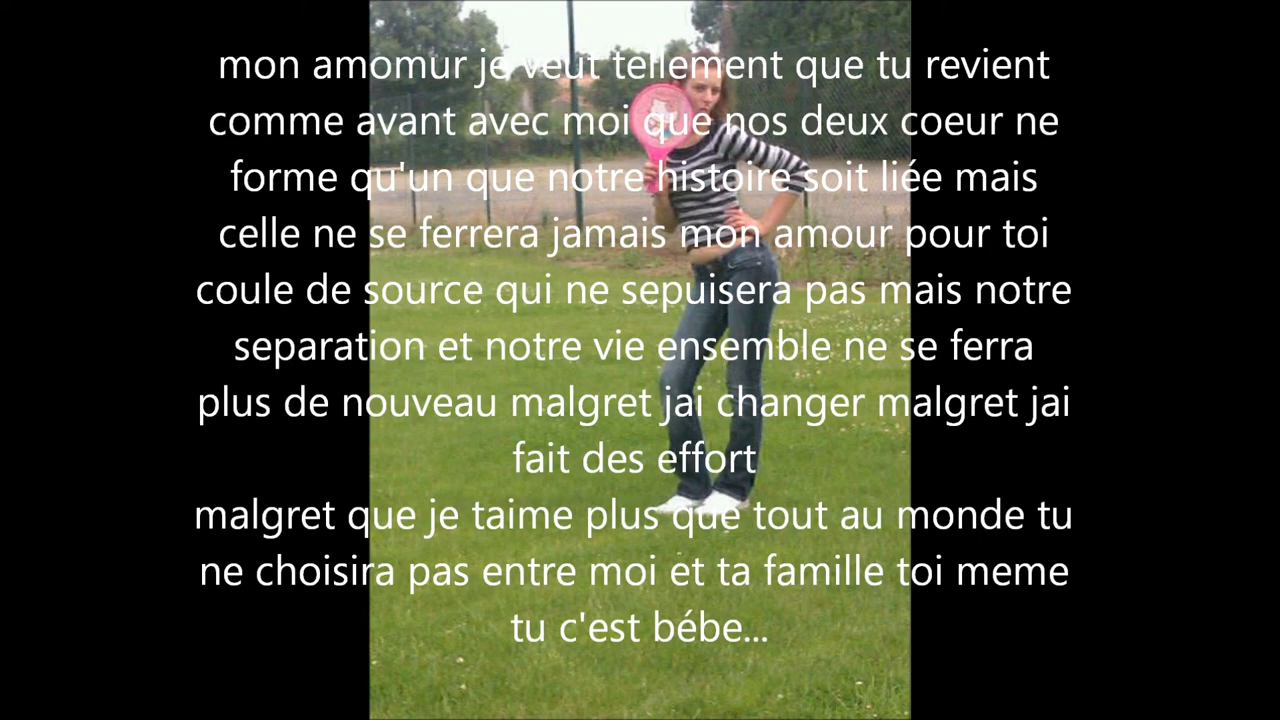 mon amomur je veut tellement que tu revient
comme avant avec moi que nos deux coeur ne
forme qu'un que notre histoire soit liée mais
celle ne se ferrera jamais mon amour pour toi
coule de source qui ne sepuisera pas mais notre
separation et notre vie ensemble ne se ferra
plus de nouveau malgret jai changer malgret jai
fait des effort
malgret que je taime plus que tout au monde tu
ne choisira pas entre moi et ta famille toi meme
tu c'est bébe...